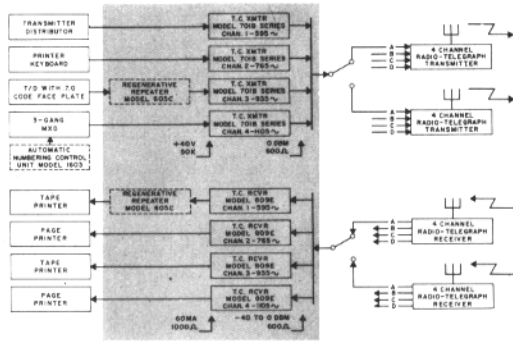 TRANSMITTER
DISTRIBUTOR
T.C. XMTR
MODEL 701B SERIES
CHAN. 1-595~
PRINTER
KEYBOARD
T.C. XMTR
MODEL 701B SERIES
CHAN. 2-765~
T/D WITH 7.0
CODE FACE PLATE
REGENERATIVE
REPEATER
MODEL 605C
T.C. XMTR
MODEL 701B SERIES
CHAN. 3-935~
3-GANG
MXD
T.C. XMTR
MODEL 701B SERIES
CHAN. 4-1105~
AUTOMATIC
NUMBERING CONTROL
UNIT MODEL 1603
+40V
50K
0 DBM
600Ω
A
B
C
D
4 CHANNEL
RADIO-TELEGRAPH
TRANSMITTER
A
B
C
D
4 CHANNEL
RADIO-TELEGRAPH
TRANSMITTER
TAPE
PRINTER
REGENERATIVE
REPEATER
MODEL 605C
T.C. RCVR
MODEL 809E
CHAN. 1-595~
PAGE
PRINTER
T.C. RCVR
MODEL 809E
CHAN. 2-765~
TAPE
PRINTER
T.C. RCVR
MODEL 809E
CHAN. 3-935~
PAGE
PRINTER
T.C. RCVR
MODEL 809E
CHAN. 4-1105~
60MA
1000Ω
-40 TO 0 DBM
600Ω
A
B
C
D
4 CHANNEL
RADIO-TELEGRAPH
RECEIVER
A
B
C
D
4 CHANNEL
RADIO-TELEGRAPH
RECEIVER